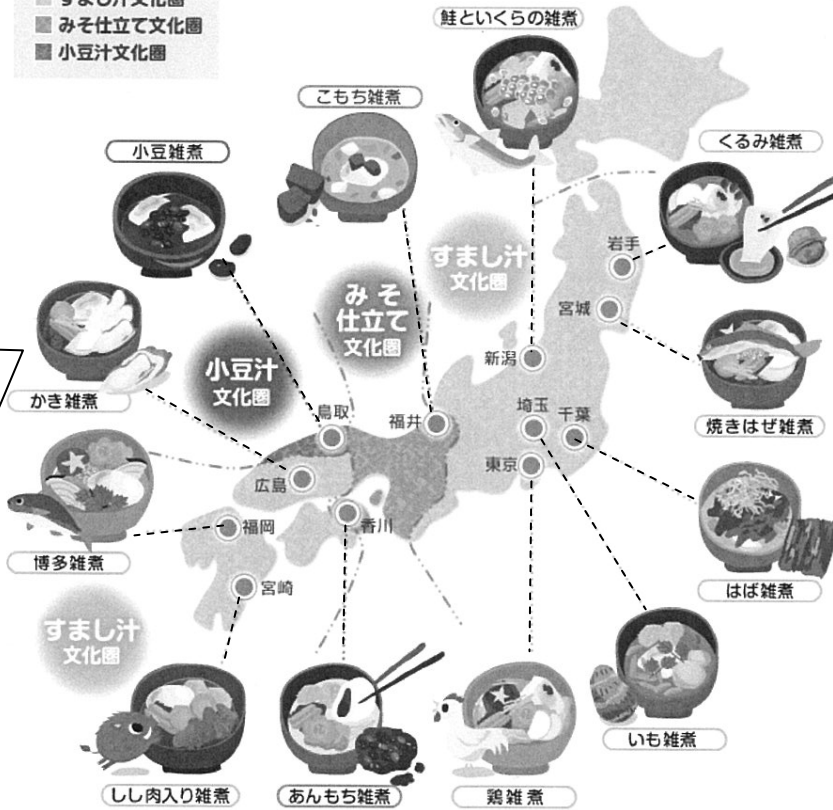 すまし汁文化圏
みそ仕立て文化圏
小豆汁文化圏
鮭といくらの雑煮
こもち雑煮
小豆雑煮
くるみ雑煮
岩手
すまし汁
文化圏
宮城
みそ
仕立て
文化圏
新潟
小豆汁
文化圏
かき雑煮
鳥取
福井
埼玉
千葉
焼きはぜ雑煮
東京
広島
福岡
香川
博多雑煮
宮崎
はば雑煮
すまし汁
文化圏
いも雑煮
しし肉入り雑煮
あんもち雑煮
鶏雑煮